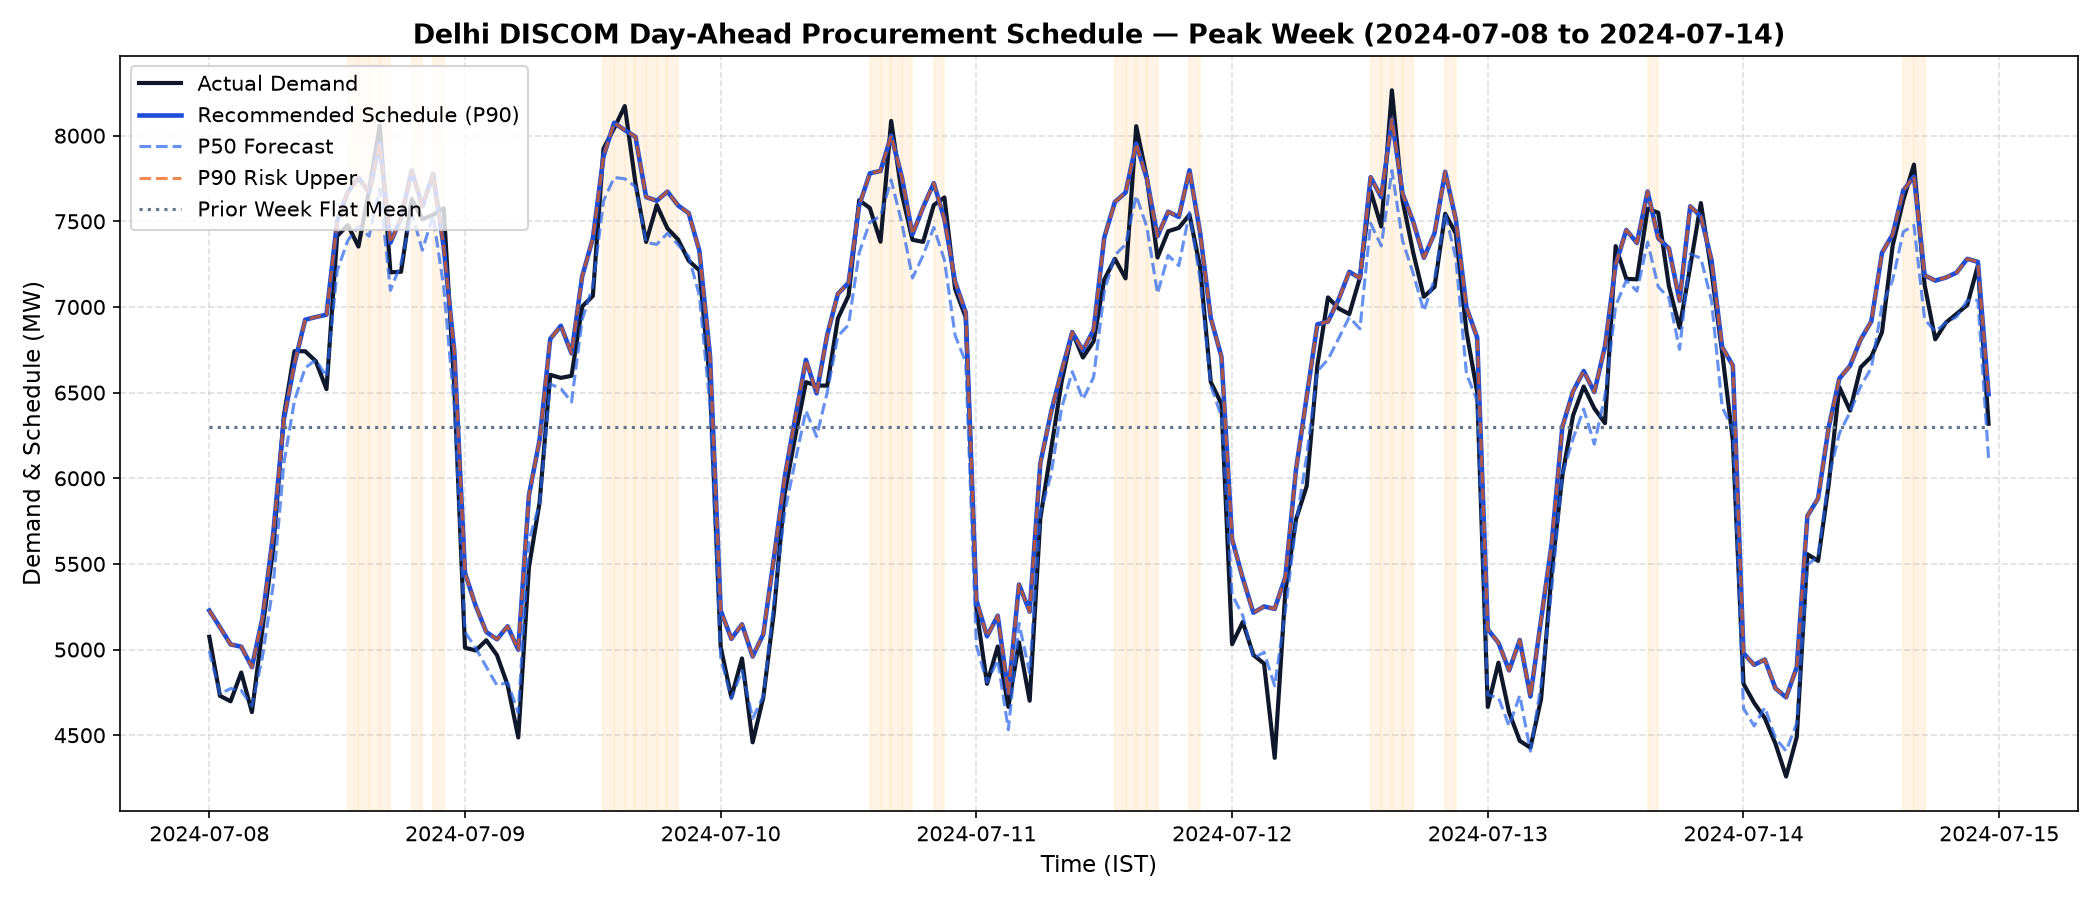 Delhi DISCOM Day-Ahead Procurement Schedule — Peak Week (2024-07-08 to 2024-07-14)
Actual Demand
Recommended Schedule (P90)
P50 Forecast
P90 Risk Upper
Prior Week Flat Mean
Demand & Schedule (MW)
8000
7500
7000
6500
6000
5500
5000
4500
2024-07-08
2024-07-09
2024-07-10
2024-07-11
2024-07-12
2024-07-13
2024-07-14
2024-07-15
Time (IST)